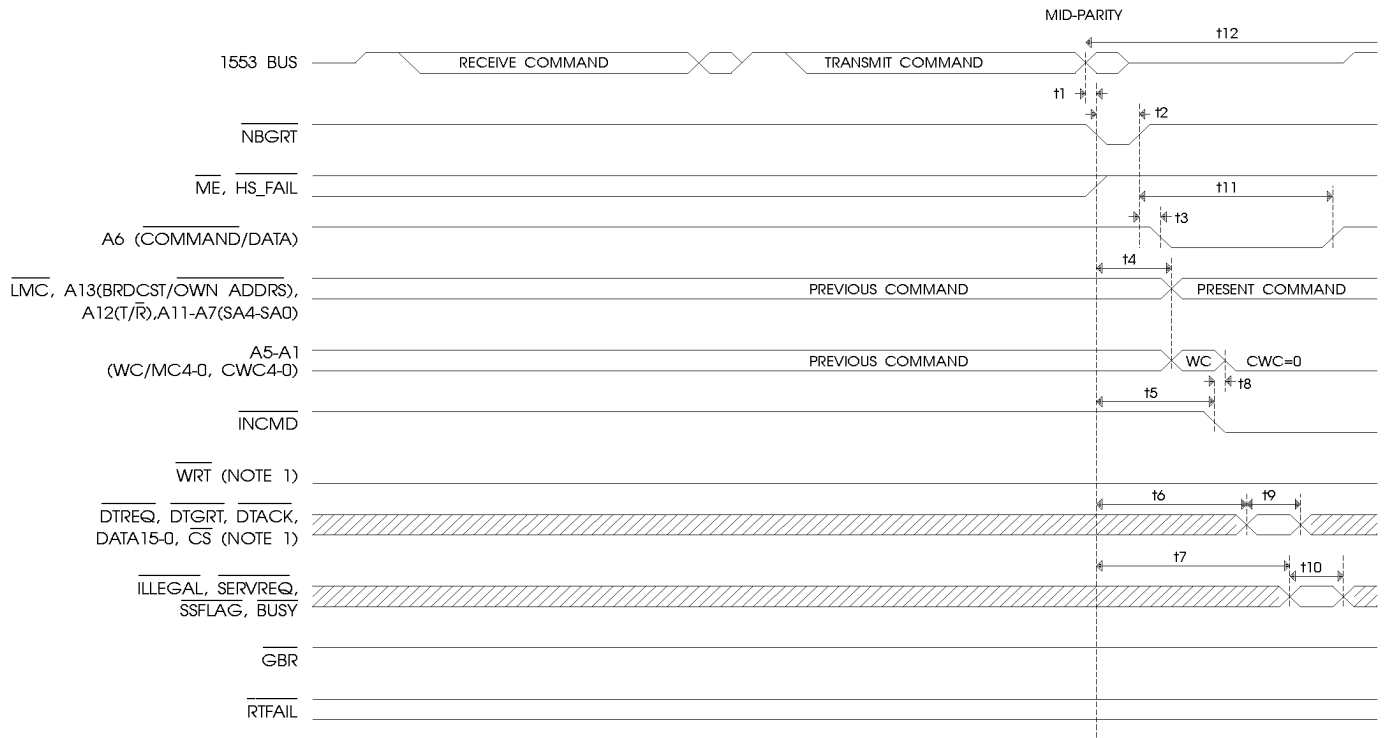 MID-PARITY
t12
1553 BUS
RECEIVE COMMAND
TRANSMIT COMMAND
t1
t2
NBGRT
ME, HS_FAIL
t11
t3
A6 (COMMAND/DATA)
t4
LMC, A13(BRDCST/OWN ADDRS),
A12(T/R),A11-A7(SA4-SA0)
PREVIOUS COMMAND
PRESENT COMMAND
A5-A1
(WC/MC4-0, CWC4-0)
PREVIOUS COMMAND
WC
CWC=0
t8
t5
INCMD
WRT (NOTE 1)
t6
t9
DTREQ, DTGRT, DTACK,
DATA15-0, CS (NOTE 1)
t7
t10
ILLEGAL, SERVREQ,
SSFLAG, BUSY
GBR
RTFAIL